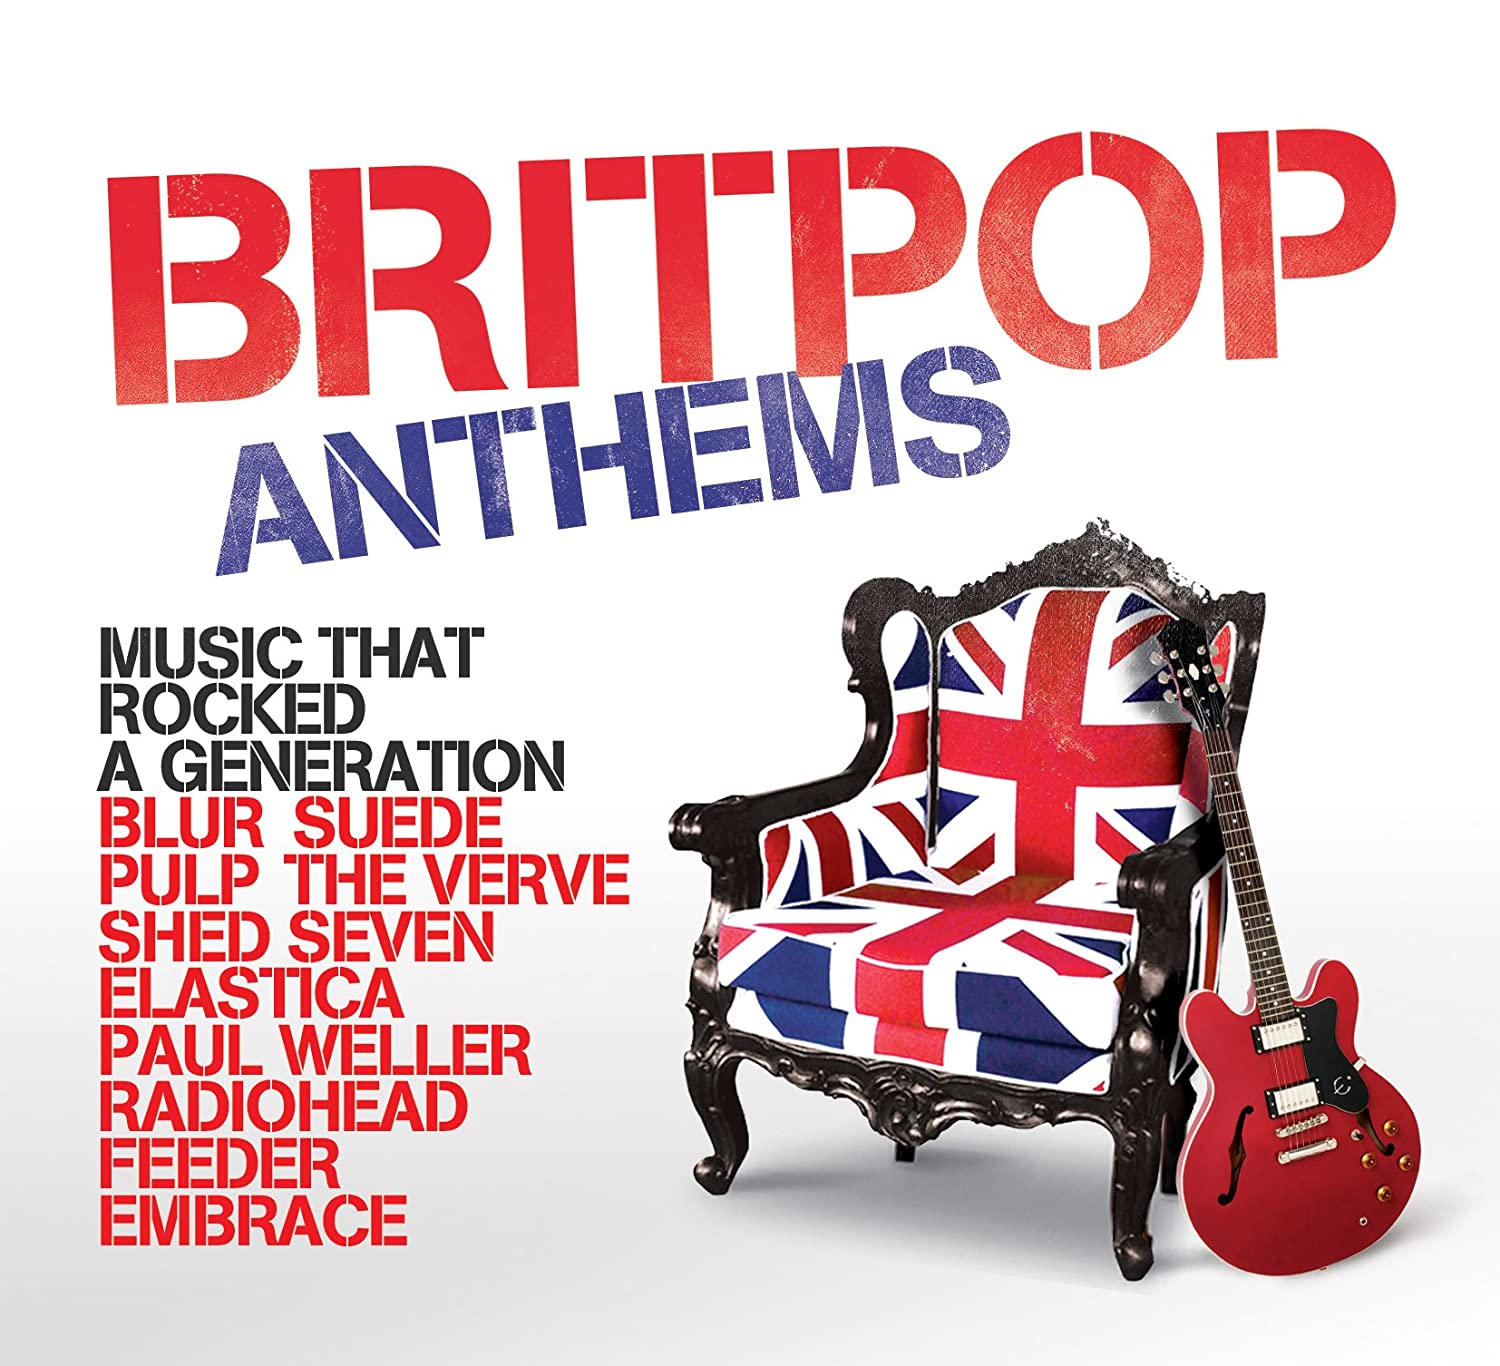 BRITPOP
ANTHEMS
MUSIC THAT
ROCKED
A GENERATION
BLUR SUEDE
PULP THE VERVE
SHED SEVEN
ELASTICA
PAUL WELLER
RADIOHEAD
FEEDER
EMBRACE